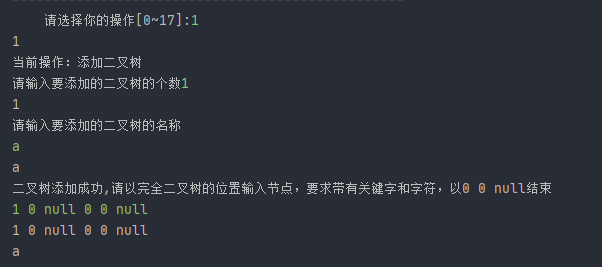 请选择你的操作[0~17]:1
1
当前操作：添加二叉树
请输入要添加的二叉树的个数1
1
请输入要添加的二叉的名称
a
a
二叉树添加成功,请以完全二叉树的位置输入节点，要求带有关键字和字符，以0 0 null结束
1 0 null 0 0 null
1 0 null 0 0 null
a